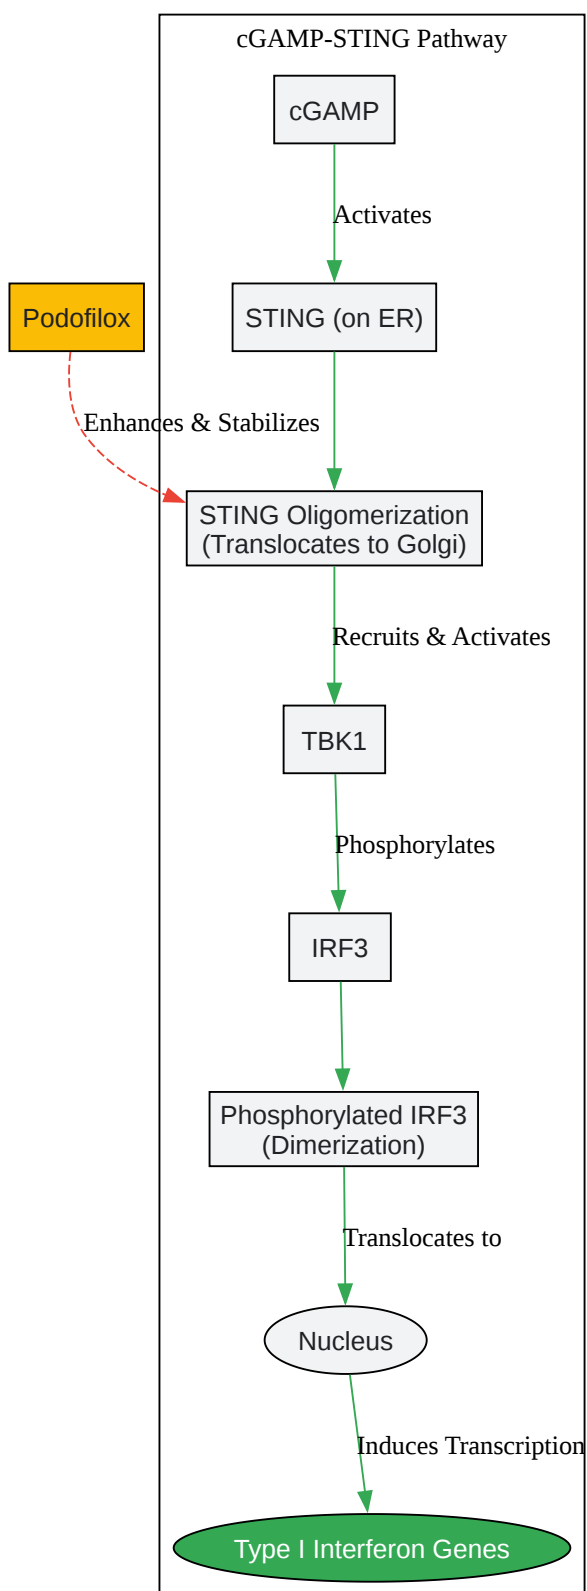 cGAMP-STING Pathway
cGAMP
Activates
Podofilox
STING (on ER)
Enhances & Stabilizes
STING Oligomerization
(Translocates to Golgi)
Recruits & Activates
TBK1
Phosphorylates
IRF3
Phosphorylated IRF3
(Dimerization)
Translocates to
Nucleus
Induces Transcription
Type I Interferon Genes